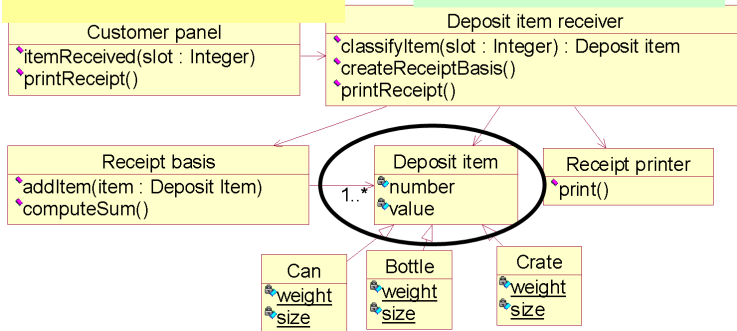 Customer panel
itemReceived(slot : Integer)
printReceipt()
Deposit item receiver
classifyItem(slot : Integer) : Deposit item
createReceiptBasis()
printReceipt()
Receipt basis
addItem(item : Deposit Item)
computeSum()
1..*
Deposit item
number
value
Receipt printer
print()
Can
weight
size
Bottle
weight
size
Crate
weight
size